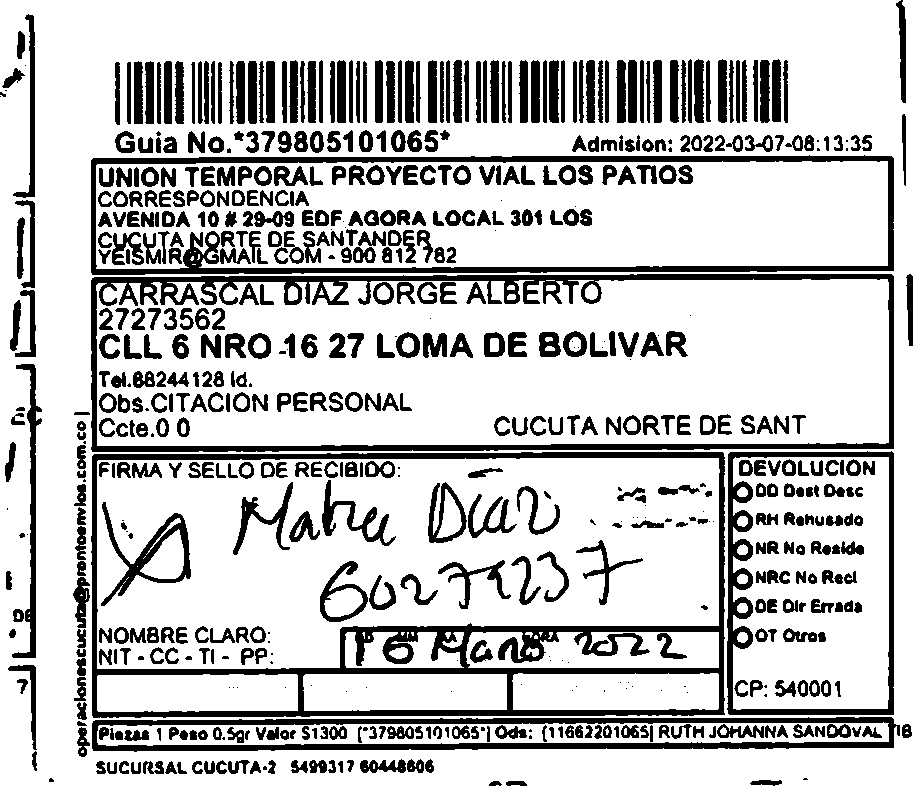 Guia No.*379805101065*
Admision: 2022-03-07-08:13:35
UNION TEMPORAL PROYECTO VIAL LOS PATIOS
CORRESPONDENCIA
AVENIDA 10 # 29-09 EDF AGORA LOCAL 301 LOS
CUCUTA NORTE DE SANTANDER
YEISMIR@GMAIL COM - 900 812 782
CARRASCAL DIAZ JORGE ALBERTO
27273562
CLL 6 NRO -16 27 LOMA DE BOLIVAR
Tel.88244128 Id.
Obs.CITACION PERSONAL
Ccte.0 0
CUCUTA NORTE DE SANT
operacionescucuta@prontoenvios.com.co
FIRMA Y SELLO DE RECIBIDO:
Diaz
60279237
NOMBRE CLARO:
NIT - CC - TI - PP:
2022
DEVOLUCION
DD Dest Desc
RH Rehusado
NR No Reside
NRC No Recl
DE Dir Errada
OT Otros
CP: 540001
Piezas 1 Peso 0.5gr Valor $1300 (*379805101065*) Ods: (11662201065) RUTH JOHANNA SANDOVAL TIB
SUCURSAL CUCUTA-2 5499317 60448606